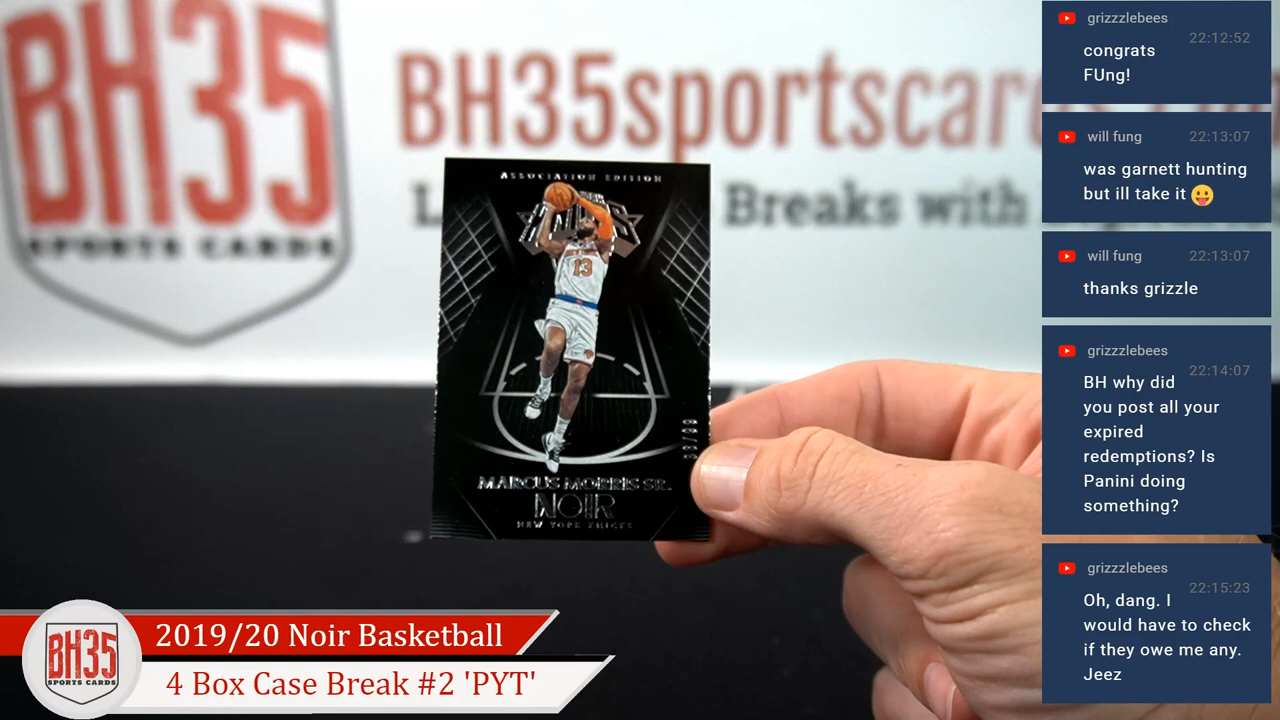 BH35
SPORTS CARDS
BH35sportscar
Breaks with
ASSOCIATION EDITION
13
MARCUS MORRIS SR.
NOIR
NEW YORK KNICKS
BH35
SPORTS CARDS
2019/20 Noir Basketball
4 Box Case Break #2 'PYT'
grizzzlebees
22:12:52
congrats
FUng!
will fung
22:13:07
was garnett hunting
but ill take it 😛
will fung
22:13:07
thanks grizzle
grizzzlebees
22:14:07
BH why did
you post all your
expired
redemptions? Is
Panini doing
something?
grizzzlebees
22:15:23
Oh, dang. I
would have to check
if they owe me any.
Jeez